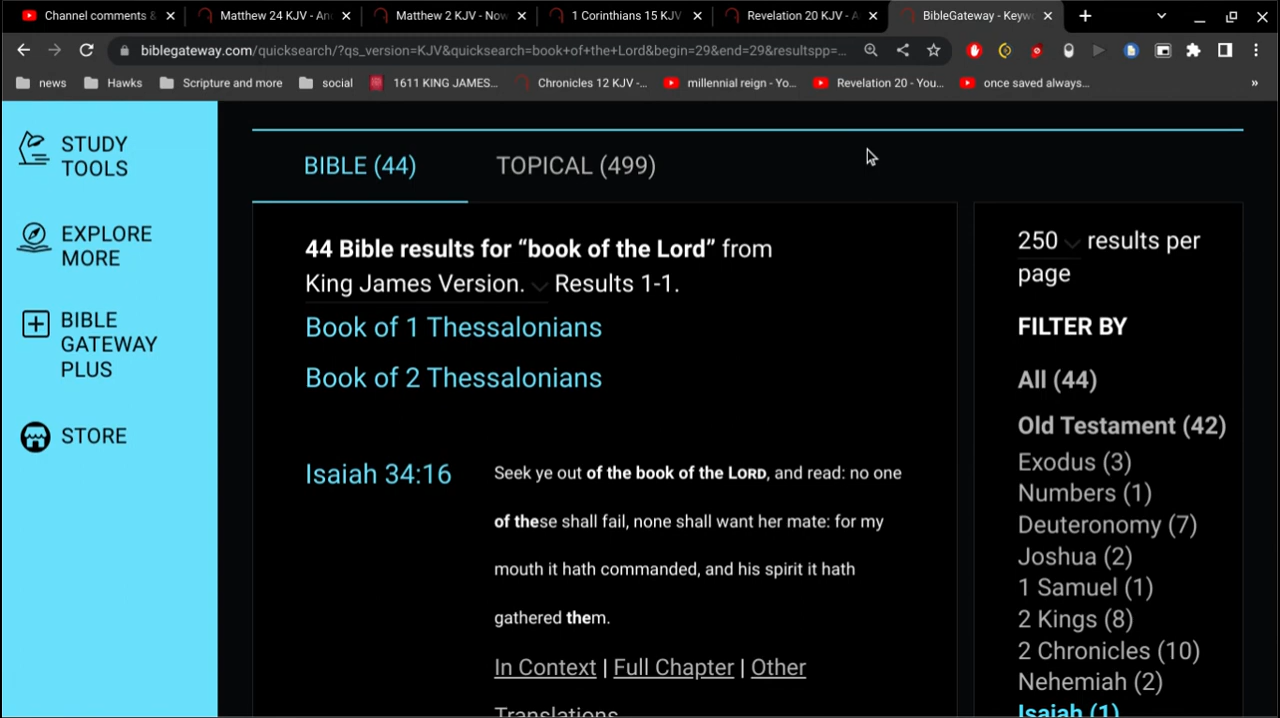 Channel comments &
Matthew 24 KJV - An
Matthew 2 KJV - Now
1 Corinthians 15 KJV
Revelation 20 KJV - A
BibleGateway - Keyw
biblegateway.com/quicksearch/?qs_version=KJV&quicksearch=book+of+the+Lord&begin=29&end=29&resultspp=...
news
Hawks
Scripture and more
social
1611 KING JAMES...
Chronicles 12 KJV -...
millennial reign - Yo...
Revelation 20 - You...
once saved always...
»
STUDY
TOOLS
EXPLORE
MORE
BIBLE
GATEWAY
PLUS
STORE
BIBLE (44)
TOPICAL (499)
44 Bible results for “book of the Lord” from
King James Version. Results 1-1.
Book of 1 Thessalonians
Book of 2 Thessalonians
Isaiah 34:16
Seek ye out of the book of the LORD, and read: no one
of these shall fail, none shall want her mate: for my
mouth it hath commanded, and his spirit it hath
gathered them.
In Context | Full Chapter | Other
Translations
250 results per
page
FILTER BY
All (44)
Old Testament (42)
Exodus (3)
Numbers (1)
Deuteronomy (7)
Joshua (2)
1 Samuel (1)
2 Kings (8)
2 Chronicles (10)
Nehemiah (2)
Isaiah (1)